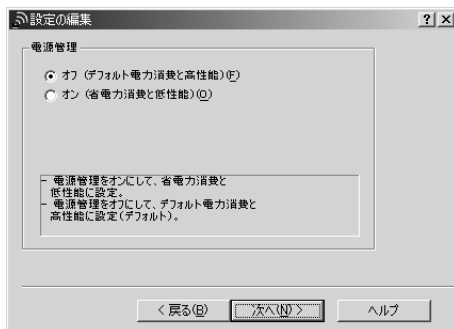 設定の編集
電源管理
オフ (デフォルト電力消費と高性能)(F)
オン (省電力消費と低性能)(O)
- 電源管理をオンにして、省電力消費と
低性能に設定。
- 電源管理をオフにして、デフォルト電力消費と
高性能に設定(デフォルト)。
< 戻る(B) 次へ(N) > ヘルプ